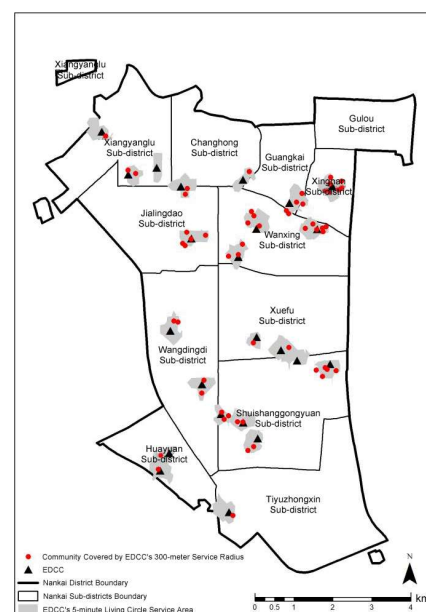 Xiangyanglu
Sub-district
Gulou
Sub-district
Xiangyanglu
Sub-district
Changhong
Sub-district
Guangkai
Sub-district
Xingnan
Sub-district
Jialingdao
Sub-district
Wanxing
Sub-district
Xuefu
Sub-district
Wangdingdi
Sub-district
Shuishanggongyuan
Sub-district
Huayuan
Sub-district
Tiyuzhongxin
Sub-district
Community Covered by EDCC's 300-meter Service Radius
EDCC
Nankai District Boundary
Nankai Sub-districts Boundary
EDCC's 5-minute Living Circle Service Area
N
km
0 0.5 1 2 3 4